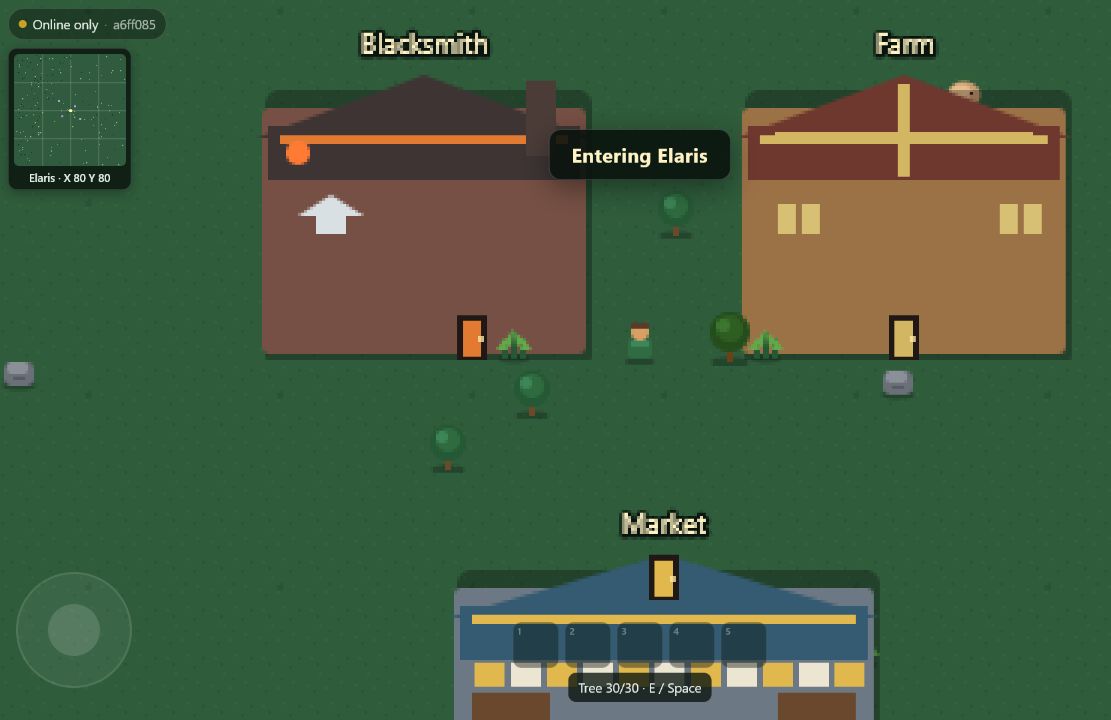 Online only · a6ff085
Blacksmith
Farm
Entering Elaris
Elaris · X 80 Y 80
Market
1 2 3 4 5
Tree 30/30 · E / Space